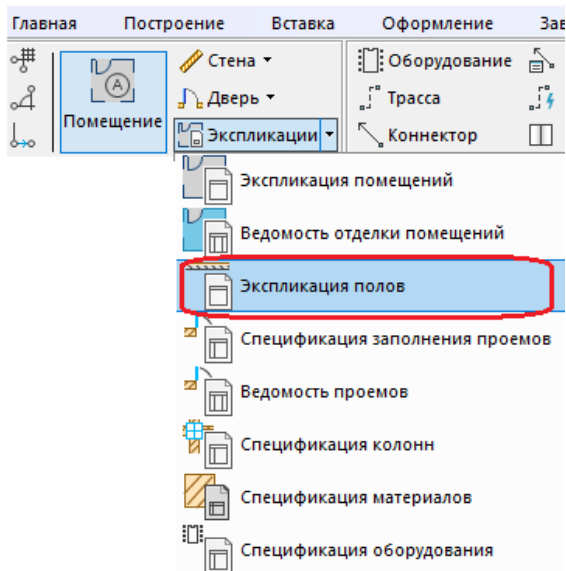 Главная Построение Вставка Оформление
Помещение
Стена
Дверь
Экспликации
Оборудование
Трасса
Коннектор
Экспликация помещений
Ведомость отделки помещений
Экспликация полов
Спецификация заполнения проемов
Ведомость проемов
Спецификация колонн
Спецификация материалов
Спецификация оборудования